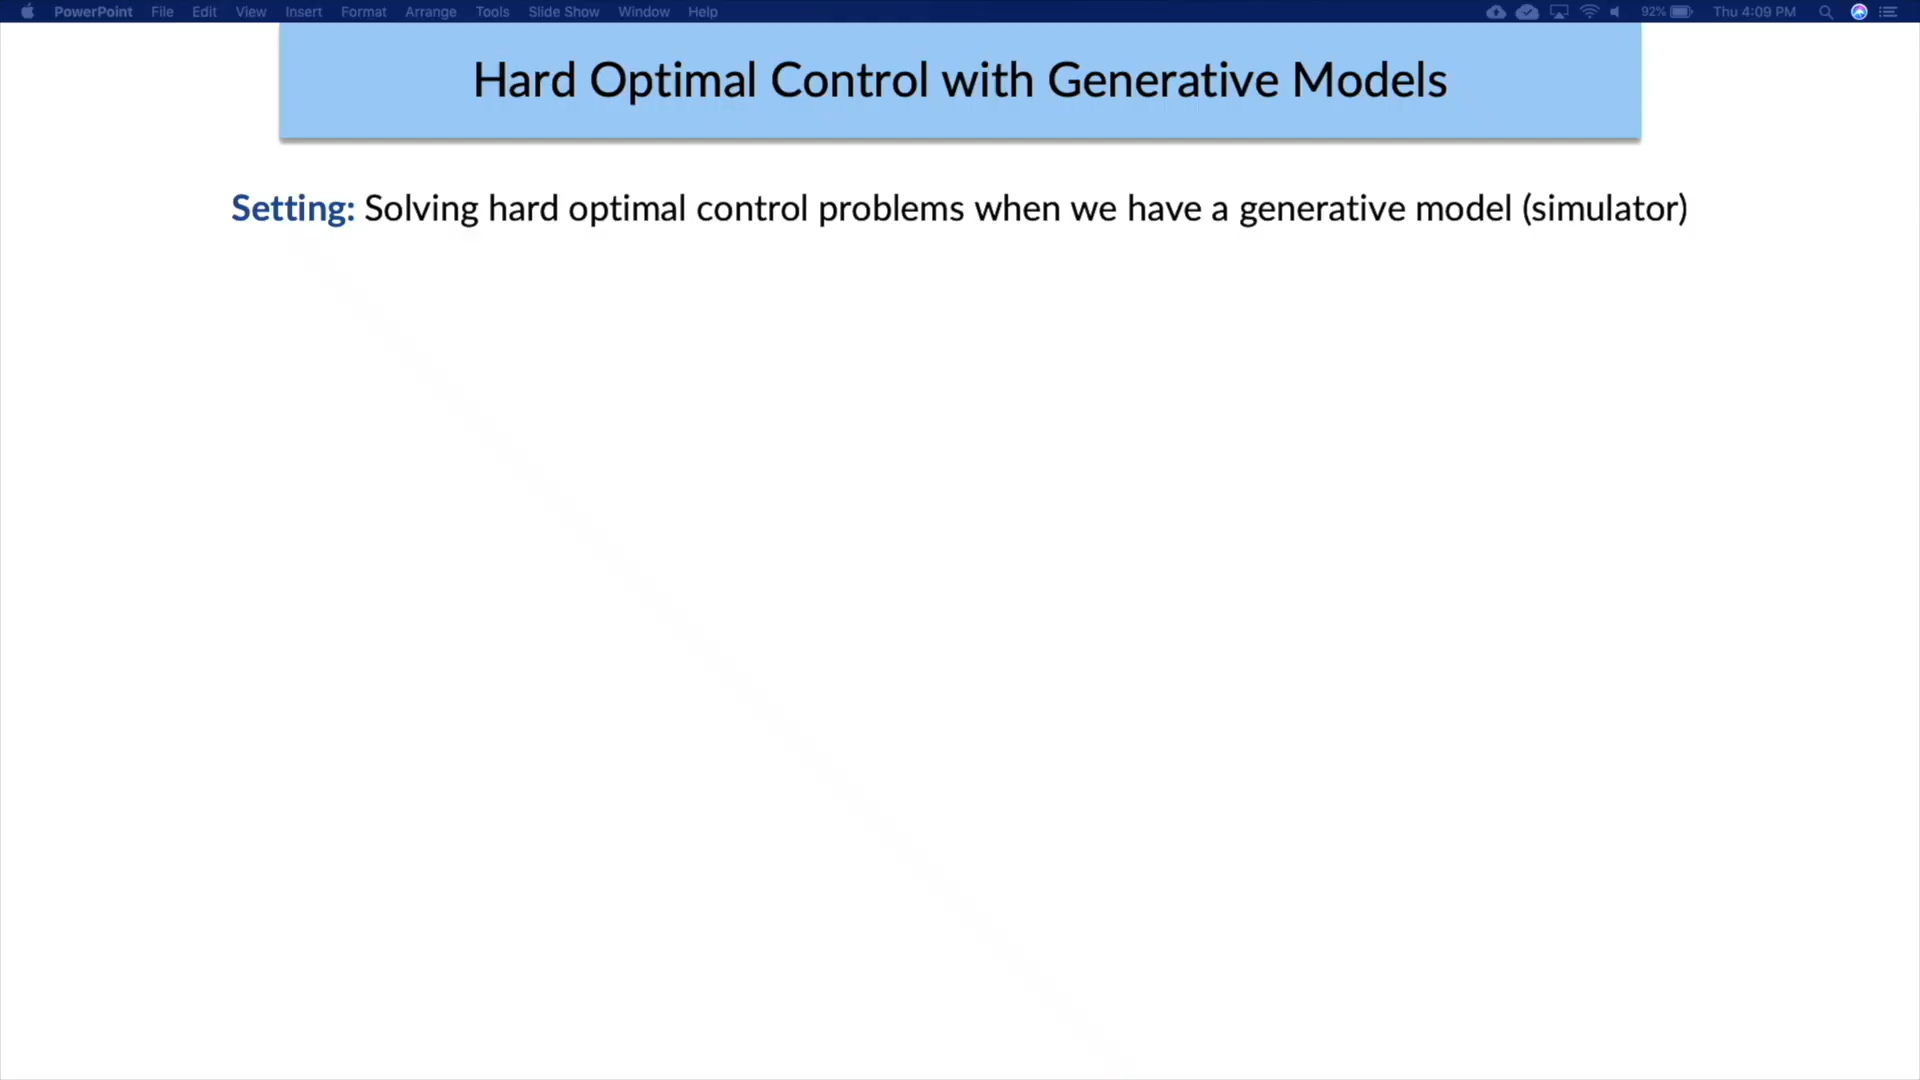 PowerPoint File Edit View Insert Format Arrange Tools Slide Show Window Help 92% Thu 4:09 PM
Hard Optimal Control with Generative Models
Setting: Solving hard optimal control problems when we have a generative model (simulator)